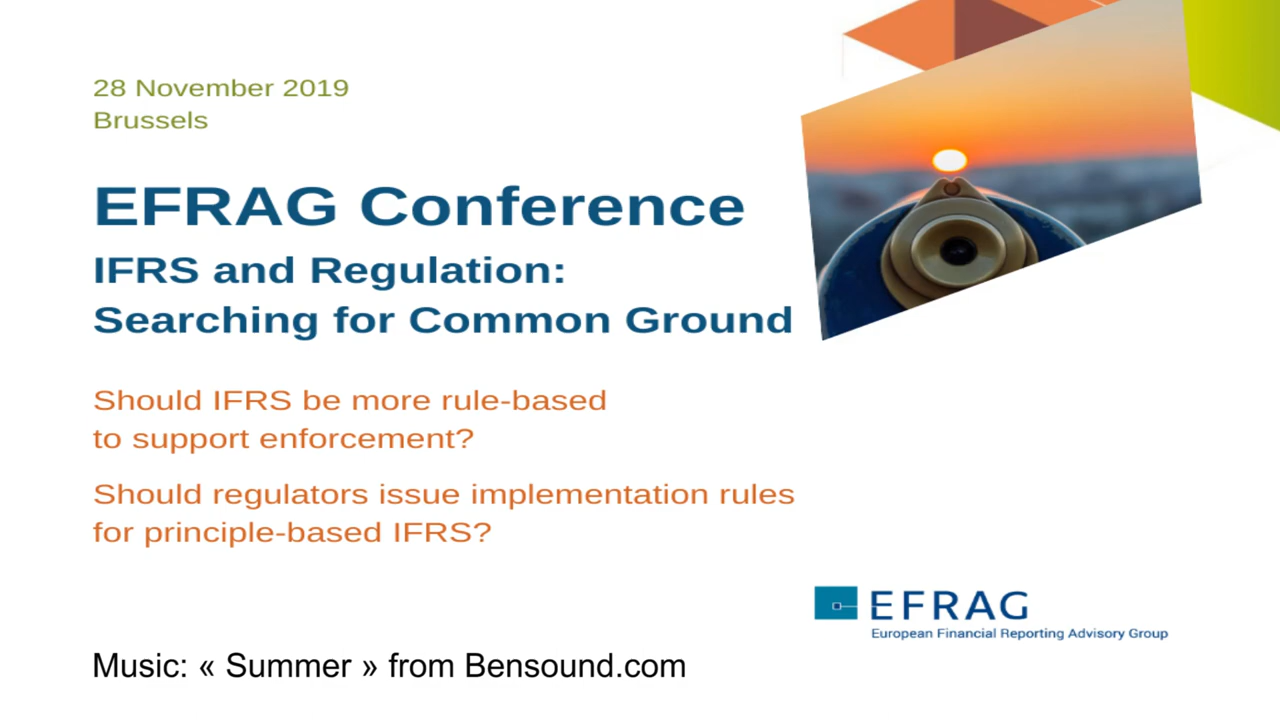 28 November 2019
Brussels
EFRAG Conference
IFRS and Regulation:
Searching for Common Ground
Should IFRS be more rule-based
to support enforcement?
Should regulators issue implementation rules
for principle-based IFRS?
EFRAG
European Financial Reporting Advisory Group
Music: « Summer » from Bensound.com